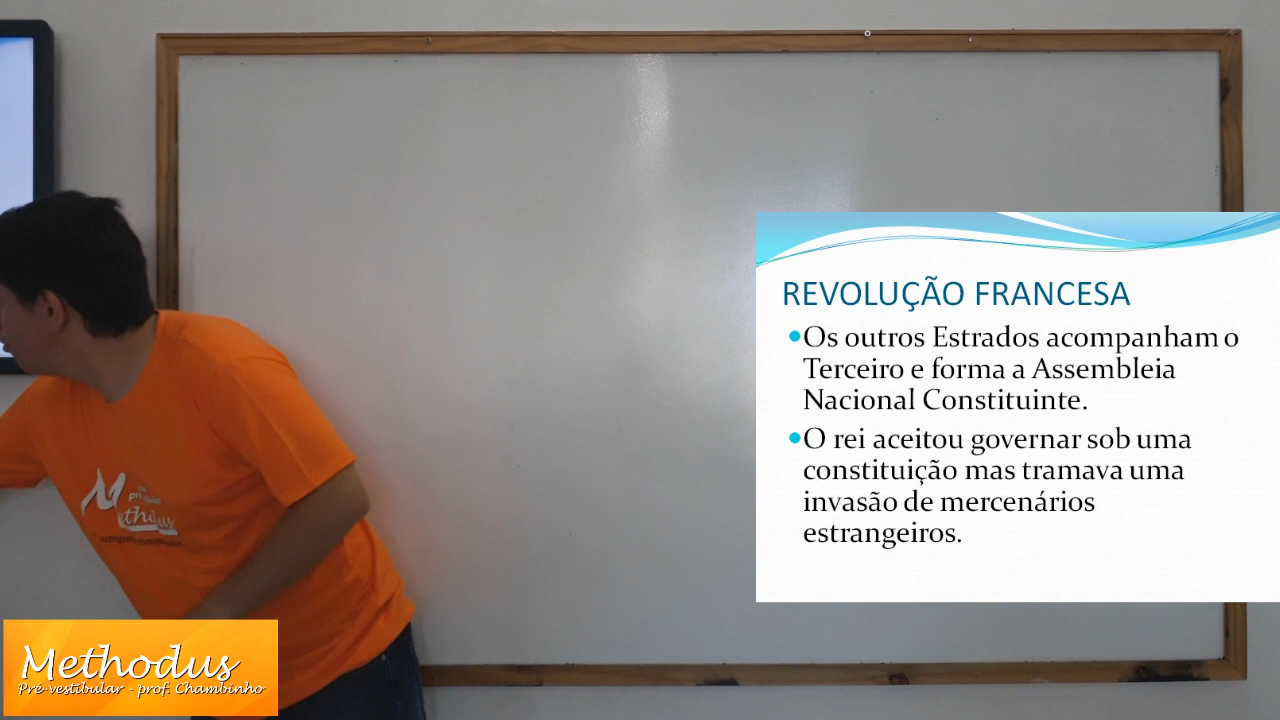 REVOLUÇÃO FRANCESA
Os outros Estrados acompanham o
Terceiro e forma a Assembleia
Nacional Constituinte.
O rei aceitou governar sob uma
constituição mas tramava uma
invasão de mercenários
estrangeiros.
Methodus
Pré-vestibular - prof. Chambinho